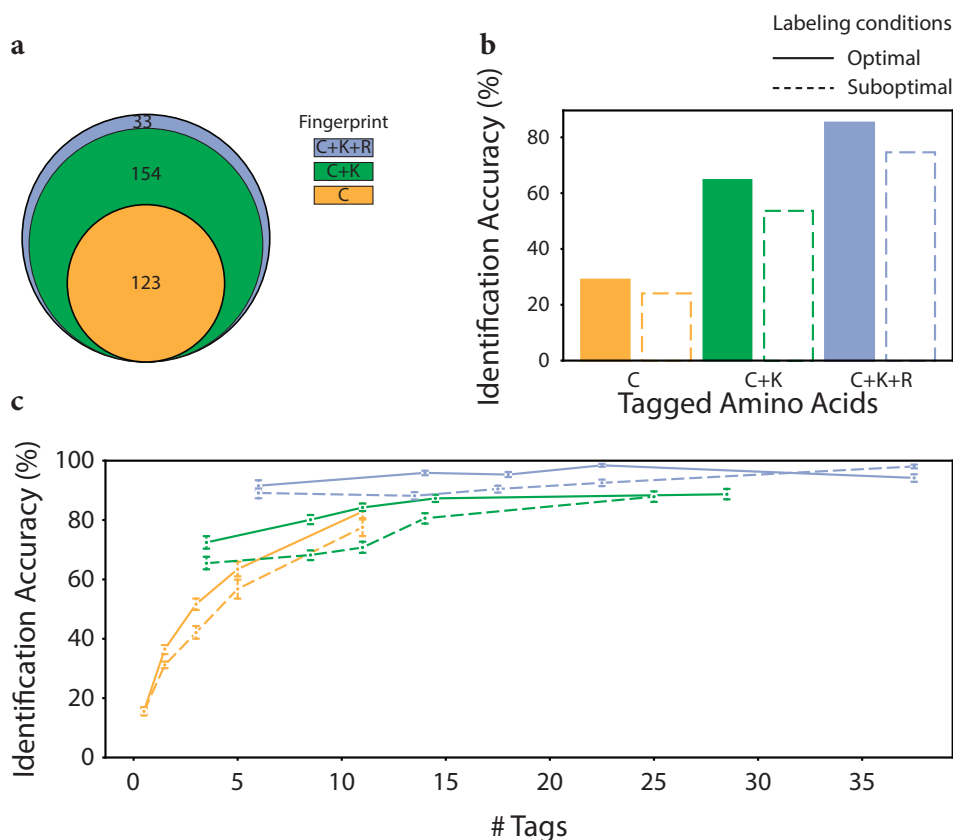 a
33
154
123
Fingerprint
C+K+R
C+K
C
b
Labeling conditions
Optimal
Suboptimal
Identification Accuracy (%)
80
60
40
20
0
C
C+K
C+K+R
Tagged Amino Acids
c
Identification Accuracy (%)
100
80
60
40
20
0
0 5 10 15 20 25 30 35
# Tags